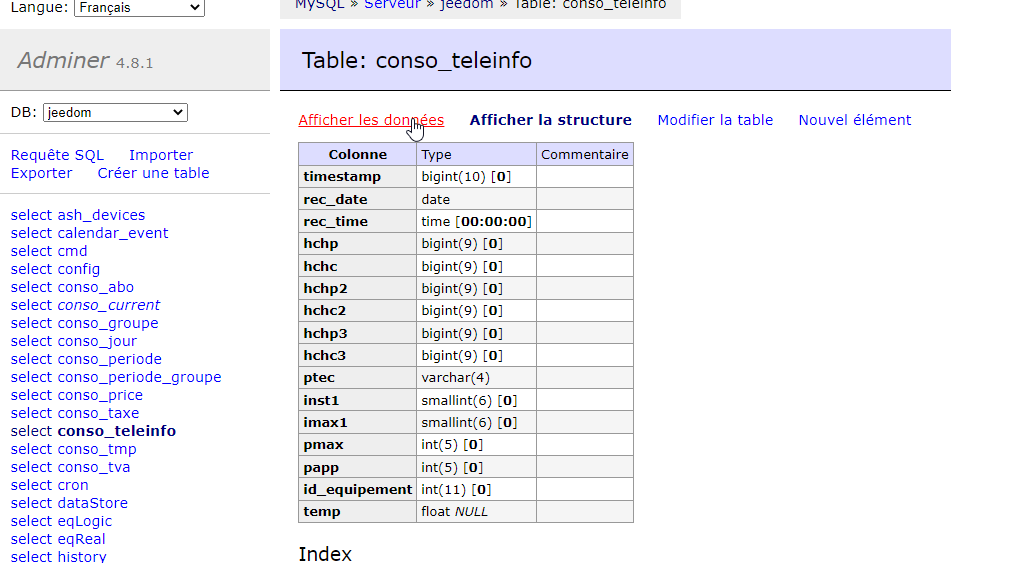 Langue: Français
MySQL » Serveur » jeedom » Table: conso_teleinfo
Adminer 4.8.1
Table: conso_teleinfo
DB: jeedom
Requête SQL Importer
Exporter Créer une table
select ash_devices
select calendar_event
select cmd
select config
select conso_abo
select conso_current
select conso_groupe
select conso_jour
select conso_periode
select conso_periode_groupe
select conso_price
select conso_taxe
select conso_teleinfo
select conso_tmp
select conso_tva
select cron
select dataStore
select eqLogic
select eqReal
select history
Afficher les données Afficher la structure Modifier la table Nouvel élément
Colonne Type Commentaire
timestamp bigint(10) [0]
rec_date date
rec_time time [00:00:00]
hchp bigint(9) [0]
hchc bigint(9) [0]
hchp2 bigint(9) [0]
hchc2 bigint(9) [0]
hchp3 bigint(9) [0]
hchc3 bigint(9) [0]
ptec varchar(4)
inst1 smallint(6) [0]
imax1 smallint(6) [0]
pmax int(5) [0]
papp int(5) [0]
id_equipement int(11) [0]
temp float NULL
Index